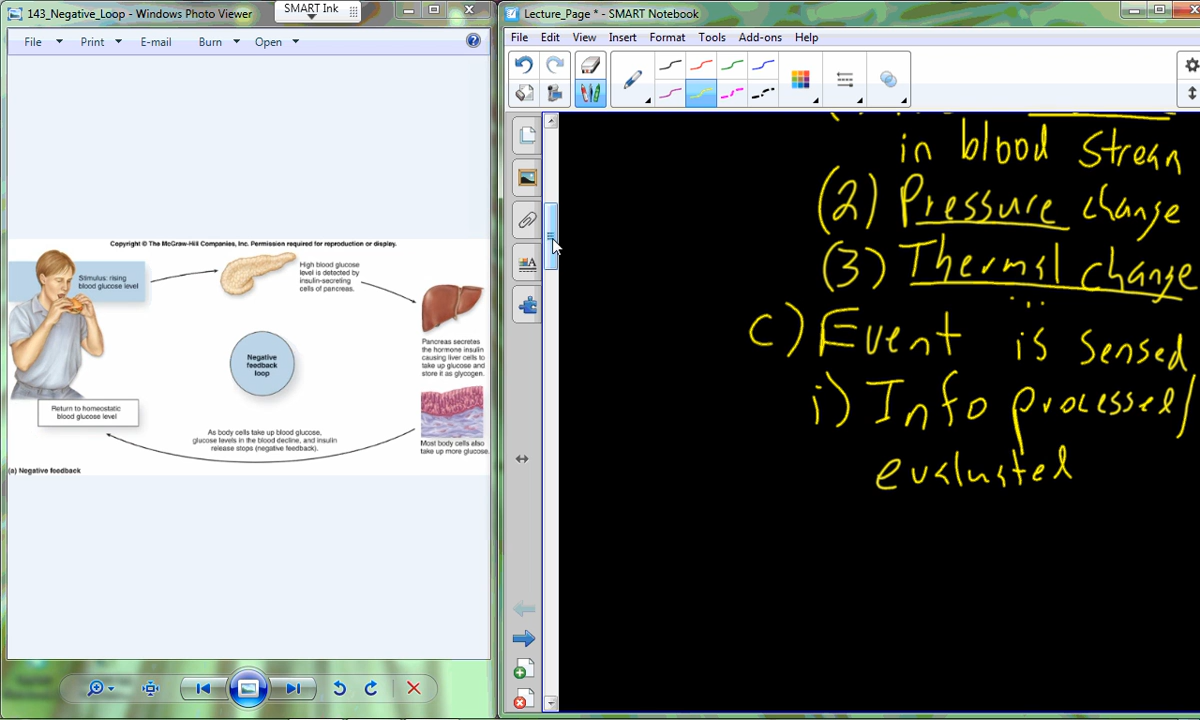 143_Negative_Loop - Windows Photo Viewer
SMART Ink
File Print E-mail Burn Open
Copyright © The McGraw-Hill Companies, Inc. Permission required for reproduction or display.
Stimulus: rising
blood glucose level
High blood glucose
level is detected by
insulin-secreting
cells of pancreas.
Negative
feedback
loop
Pancreas secretes
the hormone insulin
causing liver cells to
take up glucose and
store it as glycogen.
Return to homeostatic
blood glucose level
As body cells take up blood glucose,
glucose levels in the blood decline, and insulin
release stops (negative feedback).
Most body cells also
take up more glucose.
(a) Negative feedback
Lecture_Page * - SMART Notebook
File Edit View Insert Format Tools Add-ons Help
in blood Stream
(2) Pressure change
(3) Thermal change
...
c) Event is sensed
i) Info processed/
evaluated